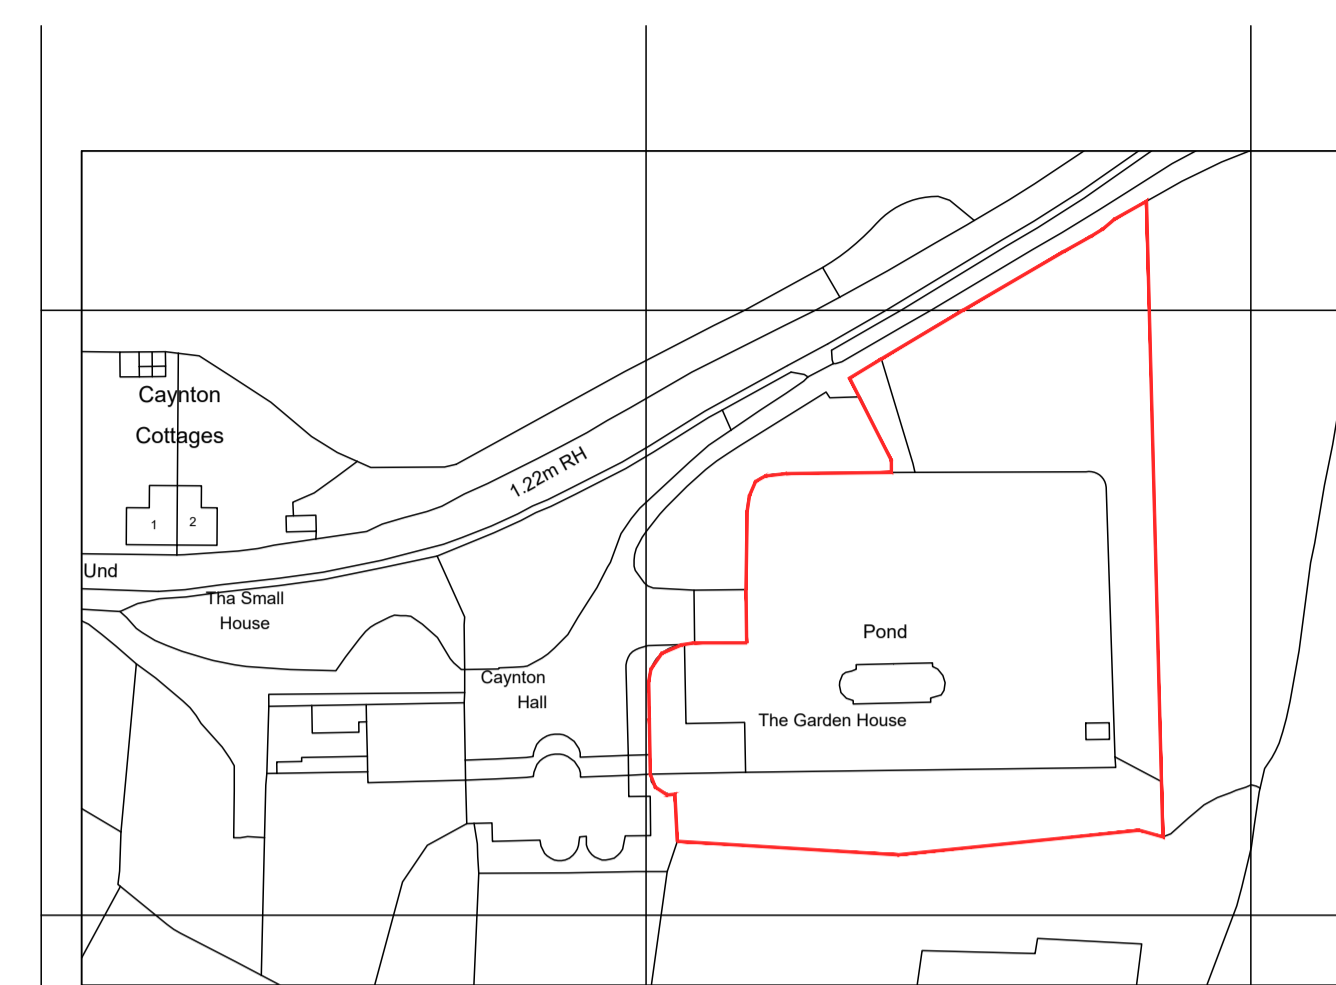 Caynton
Cottages
1.22m RH
1
2
Und
Tha Small
House
Pond
Caynton
Hall
The Garden House